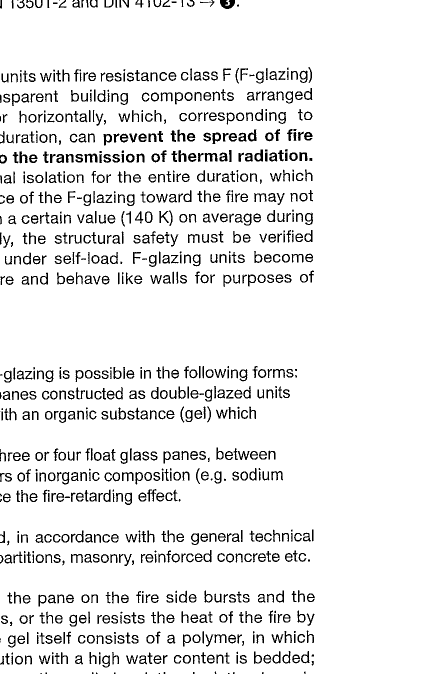 13501-2 and DIN 4102-13 → ❸.
units with fire resistance class F (F-glazing)
sparent building components arranged
r horizontally, which, corresponding to
duration, can prevent the spread of fire
o the transmission of thermal radiation.
al isolation for the entire duration, which
ce of the F-glazing toward the fire may not
a certain value (140 K) on average during
ly, the structural safety must be verified
under self-load. F-glazing units become
re and behave like walls for purposes of
-glazing is possible in the following forms:
panes constructed as double-glazed units
ith an organic substance (gel) which
hree or four float glass panes, between
rs of inorganic composition (e.g. sodium
ce the fire-retarding effect.
d, in accordance with the general technical
partitions, masonry, reinforced concrete etc.
the pane on the fire side bursts and the
s, or the gel resists the heat of the fire by
gel itself consists of a polymer, in which
ution with a high water content is bedded;